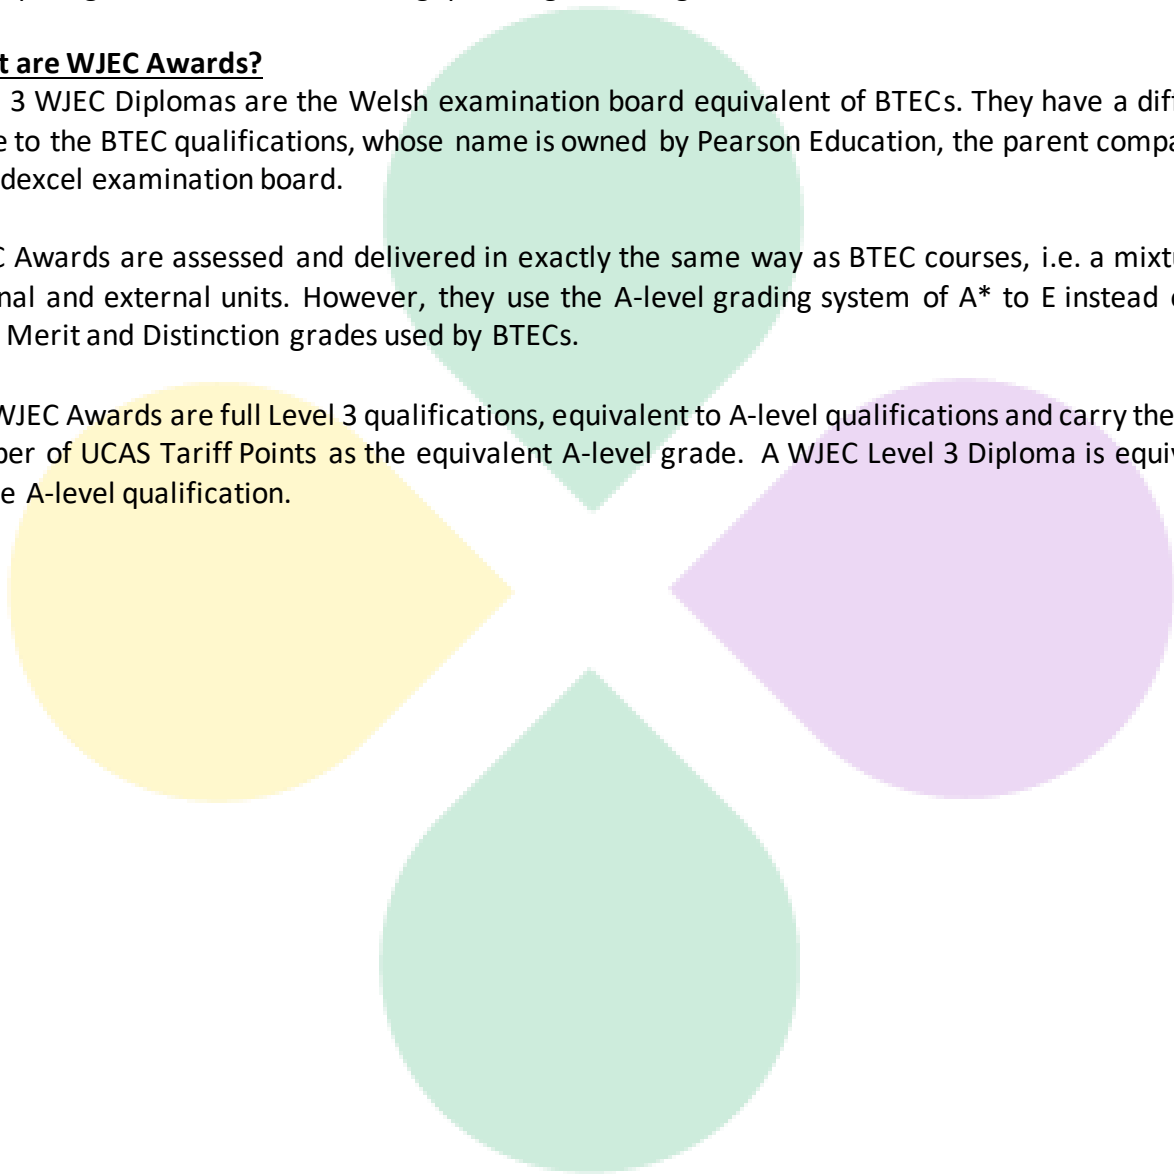 t are WJEC Awards?
3 WJEC Diplomas are the Welsh examination board equivalent of BTECs. They have a diff
e to the BTEC qualifications, whose name is owned by Pearson Education, the parent compa
dexcel examination board.
C Awards are assessed and delivered in exactly the same way as BTEC courses, i.e. a mixtu
nal and external units. However, they use the A-level grading system of A* to E instead
Merit and Distinction grades used by BTECs.
WJEC Awards are full Level 3 qualifications, equivalent to A-level qualifications and carry the
ber of UCAS Tariff Points as the equivalent A-level grade. A WJEC Level 3 Diploma is equiv
e A-level qualification.